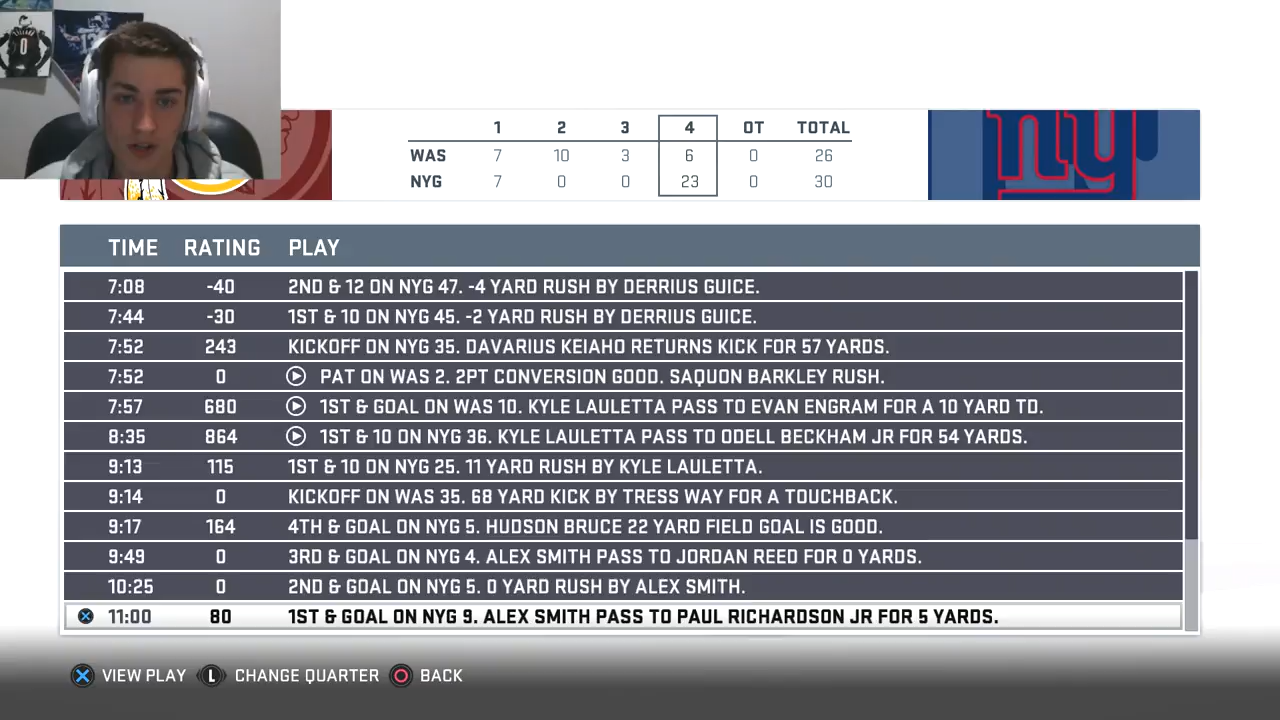 1 2 3 4 OT TOTAL
WAS 7 10 3 6 0 26
NYG 7 0 0 23 0 30
ny
TIME RATING PLAY
7:08 -40 2ND & 12 ON NYG 47. -4 YARD RUSH BY DERRIUS GUICE.
7:44 -30 1ST & 10 ON NYG 45. -2 YARD RUSH BY DERRIUS GUICE.
7:52 243 KICKOFF ON NYG 35. DAVARIUS KEIAHO RETURNS KICK FOR 57 YARDS.
7:52 0 PAT ON WAS 2. 2PT CONVERSION GOOD. SAQUON BARKLEY RUSH.
7:57 680 1ST & GOAL ON WAS 10. KYLE LAULETTA PASS TO EVAN ENGRAM FOR A 10 YARD TD.
8:35 864 1ST & 10 ON NYG 36. KYLE LAULETTA PASS TO ODELL BECKHAM JR FOR 54 YARDS.
9:13 115 1ST & 10 ON NYG 25. 11 YARD RUSH BY KYLE LAULETTA.
9:14 0 KICKOFF ON WAS 35. 68 YARD KICK BY TRESS WAY FOR A TOUCHBACK.
9:17 164 4TH & GOAL ON NYG 5. HUDSON BRUCE 22 YARD FIELD GOAL IS GOOD.
9:49 0 3RD & GOAL ON NYG 4. ALEX SMITH PASS TO JORDAN REED FOR 0 YARDS.
10:25 0 2ND & GOAL ON NYG 5. 0 YARD RUSH BY ALEX SMITH.
11:00 80 1ST & GOAL ON NYG 9. ALEX SMITH PASS TO PAUL RICHARDSON JR FOR 5 YARDS.
VIEW PLAY L CHANGE QUARTER BACK